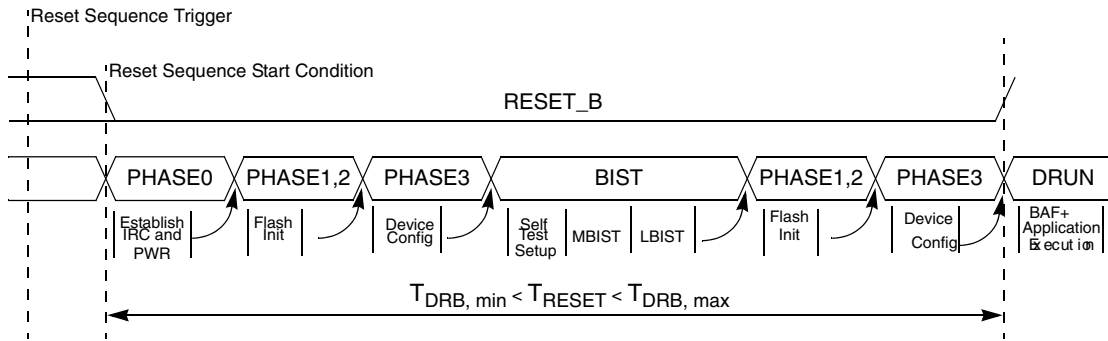 Reset Sequence Trigger
Reset Sequence Start Condition
RESET_B
PHASE0
PHASE1,2
PHASE3
BIST
PHASE1,2
PHASE3
DRUN
Establish
IRC and
PWR
Flash
Init
Device
Config
Self
Test
Setup
MBIST
LBIST
Flash
Init
Device
Config
BAF+
Application
Execution
TDRB, min < TRESET < TDRB, max